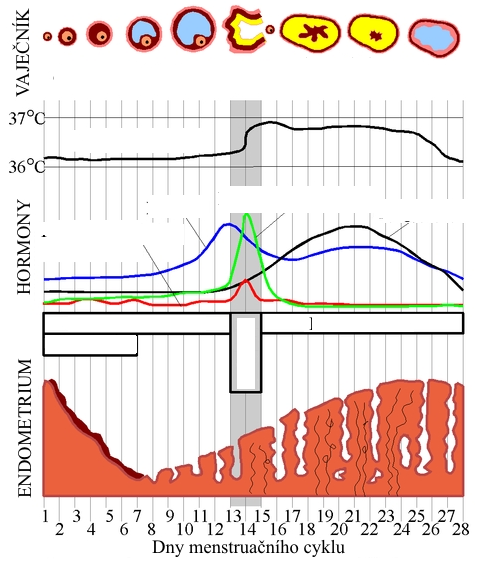 VAJEČNÍK
37°C
36°C
HORMONY
ENDOMETRIUM
1 3 4 5 7 9 11 13 15 17 19 21 23 25 27
2 4 6 8 10 12 14 16 18 20 22 24 26 28
Dny menstruačního cyklu